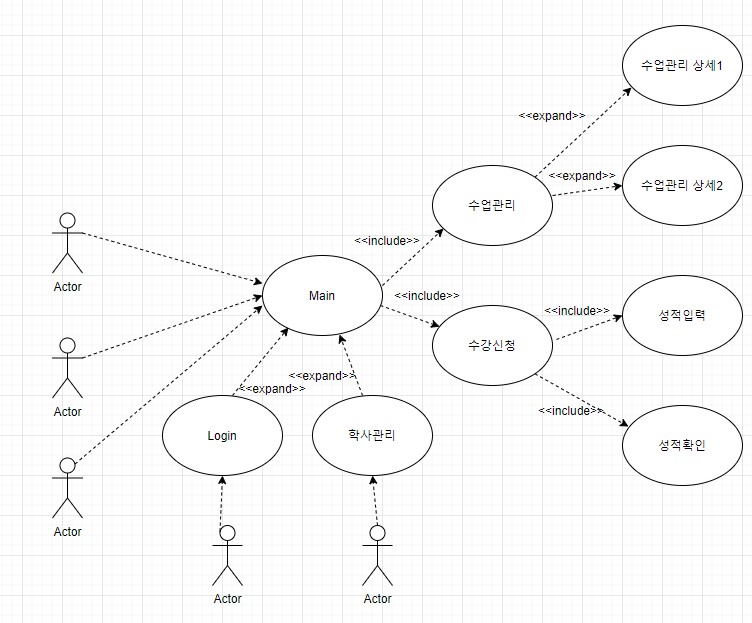 수업관리 상세1
<<expand>>
<<expand>>
수업관리 상세2
수업관리
<<include>>
Actor
Main
<<include>>
<<include>>
성적입력
수강신청
Actor
<<expand>>
<<expand>>
<<include>>
Login
학사관리
성적확인
Actor
Actor
Actor